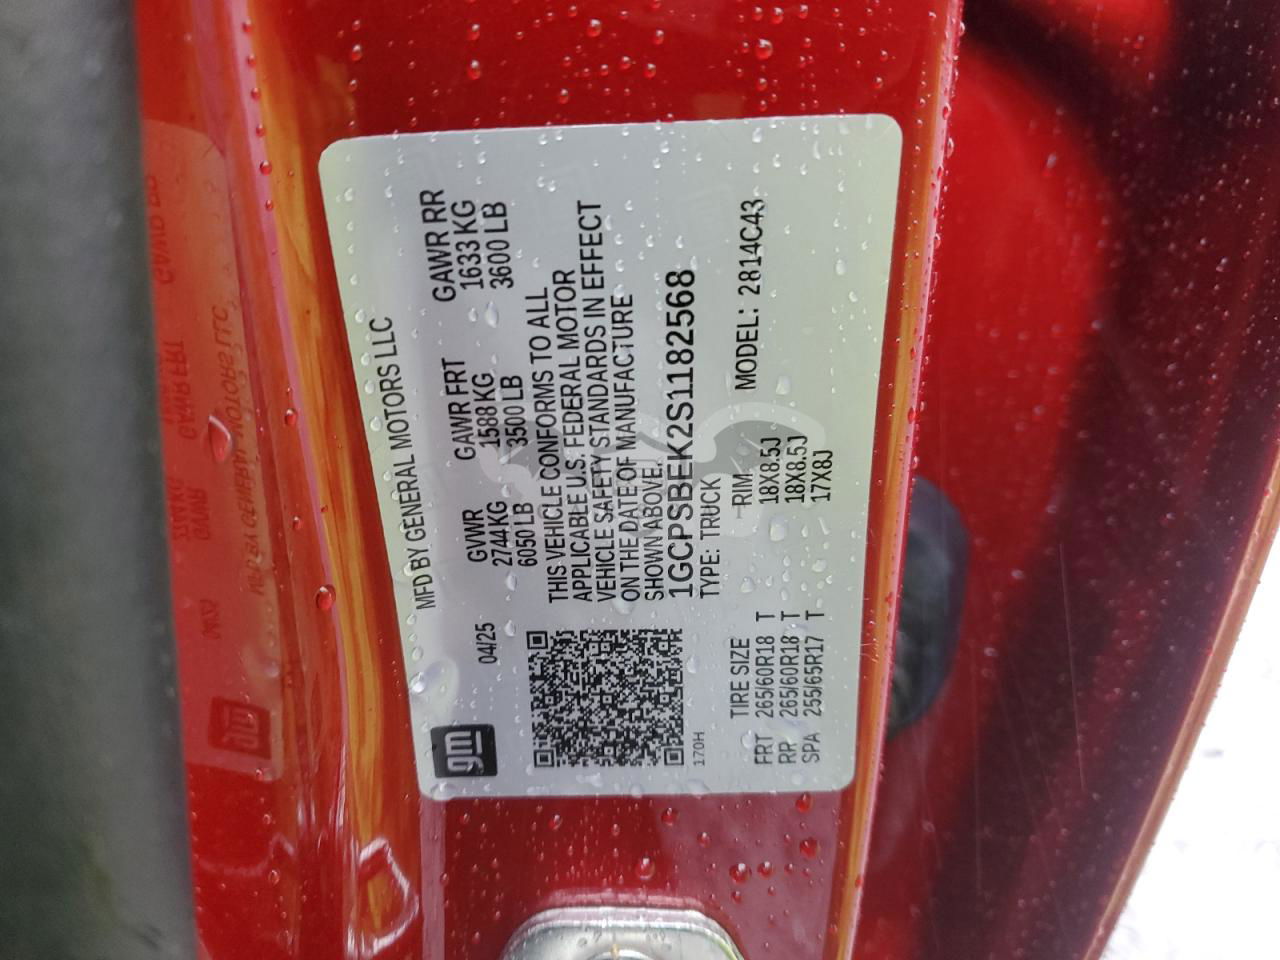 MFD BY GENERAL MOTORS LLC
gm
04/25
GVWR
GAWR FRT
GAWR RR
2744 KG
1588 KG
1633 KG
6050 LB
3500 LB
3600 LB
THIS VEHICLE CONFORMS TO ALL
APPLICABLE U.S. FEDERAL MOTOR
VEHICLE SAFETY STANDARDS IN EFFECT
ON THE DATE OF MANUFACTURE
SHOWN ABOVE.
1GCPSBEK2S1182568
170H
TYPE: TRUCK
MODEL: 2814C43
TIRE SIZE
RIM
FRT 265/60R18 T 18X8.5J
RR 265/60R18 T 18X8.5J
SPA 255/65R17 T 17X8J